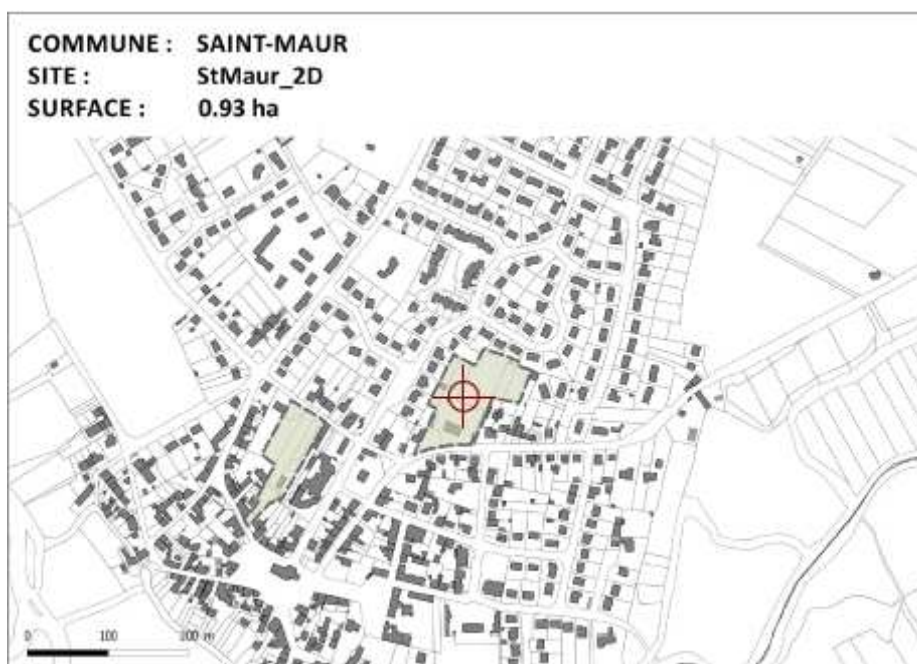 COMMUNE : SAINT-MAUR
SITE : StMaur_2D
SURFACE : 0.93 ha
0 100 200 m